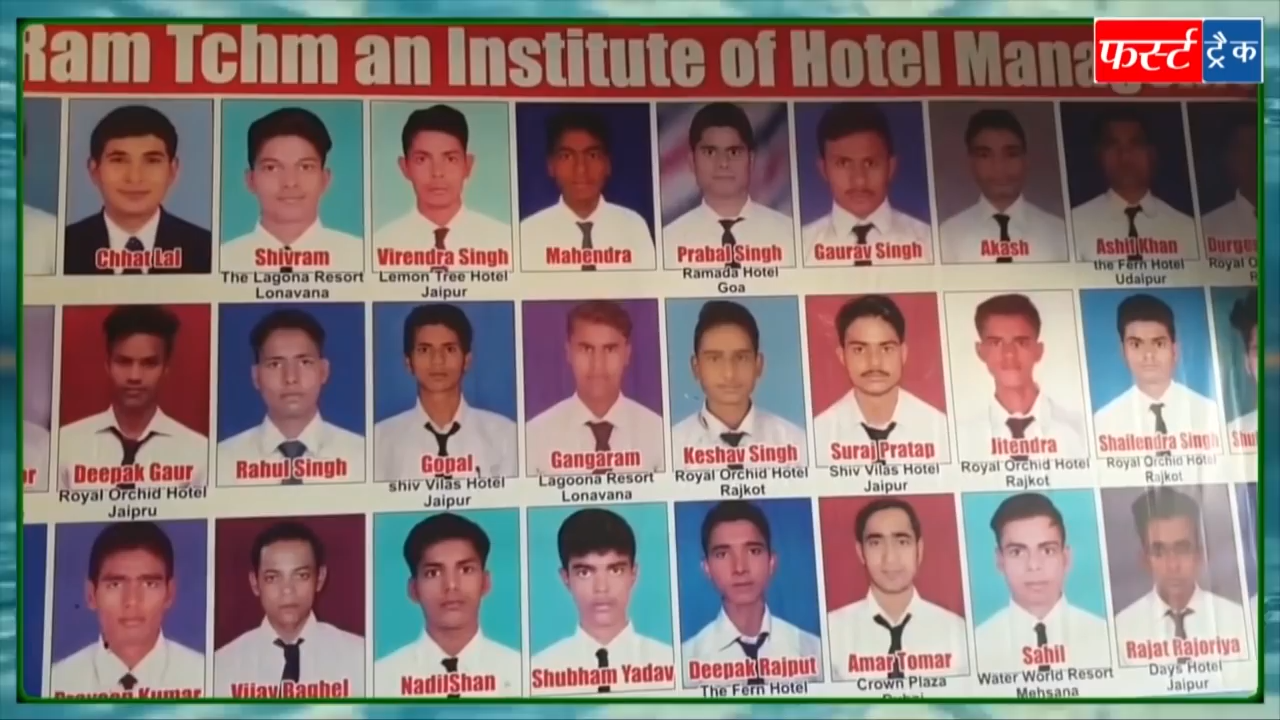 Ram Tchm an Institute of Hotel
फर्स्ट ट्रैक
Chhat Lal
Shivram
The Lagona Resort
Lonavana
Virendra Singh
Lemon Tree Hotel
Jaipur
Mahendra
Prabal Singh
Ramada Hotel
Goa
Gaurav Singh
Akash
Ashif Khan
the Fern Hotel
Udaipur
Deepak Gaur
Royal Orchid Hotel
Jaipru
Rahul Singh
Gopal
shiv Vilas Hotel
Jaipur
Gangaram
Lagoona Resort
Lonavana
Keshav Singh
Royal Orchid Hotel
Rajkot
Suraj Pratap
Shiv Vilas Hotel
Jaipur
Jitendra
Royal Orchid Hotel
Rajkot
Shailendra Singh
Royal Orchid Hotel
Rajkot
Praveen Kumar
Vijay Baghel
NadilShan
Shubham Yadav
Deepak Rajput
The Fern Hotel
Amar Tomar
Crown Plaza
Sahil
Water World Resort
Mehsana
Rajat Rajoriya
Days Hotel
Jaipur